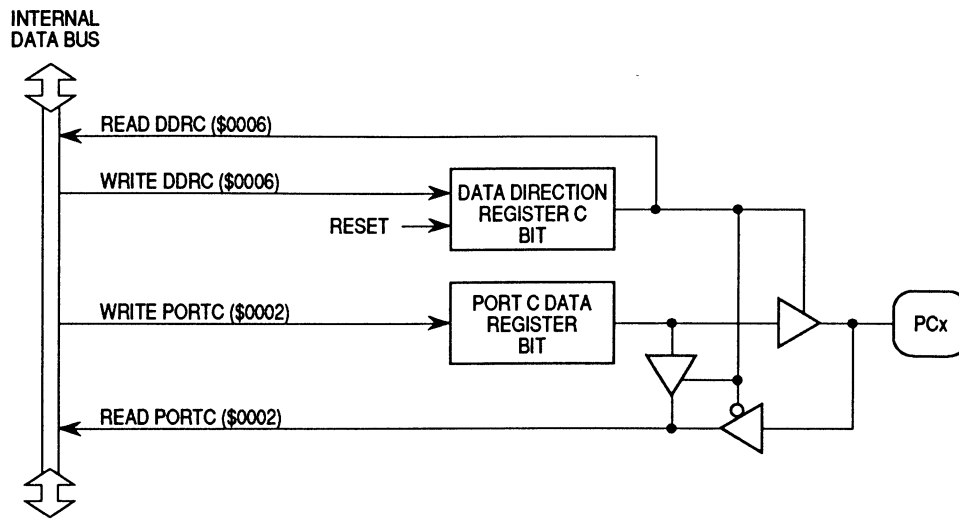 INTERNAL
DATA BUS
READ DDRC ($0006)
WRITE DDRC ($0006)
RESET
DATA DIRECTION
REGISTER C
BIT
WRITE PORTC ($0002)
PORT C DATA
REGISTER
BIT
PCx
READ PORTC ($0002)